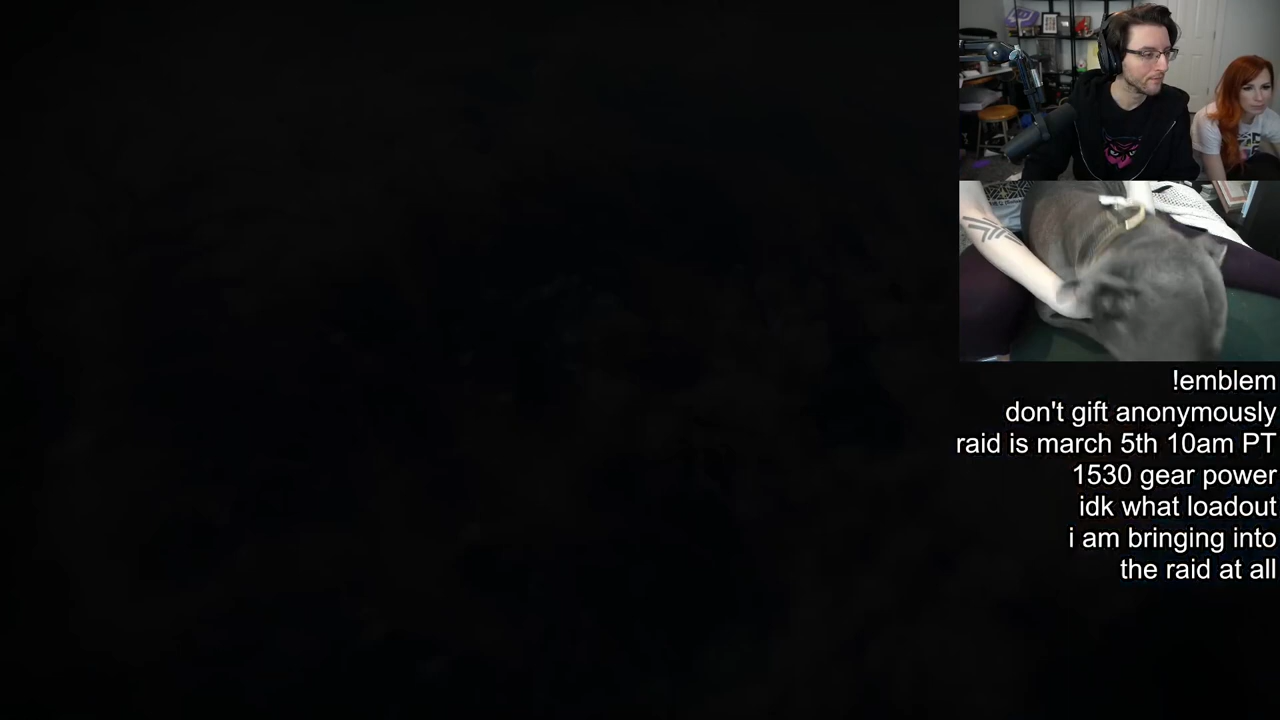 !emblem
don't gift anonymously
raid is march 5th 10am PT
1530 gear power
idk what loadout
i am bringing into
the raid at all